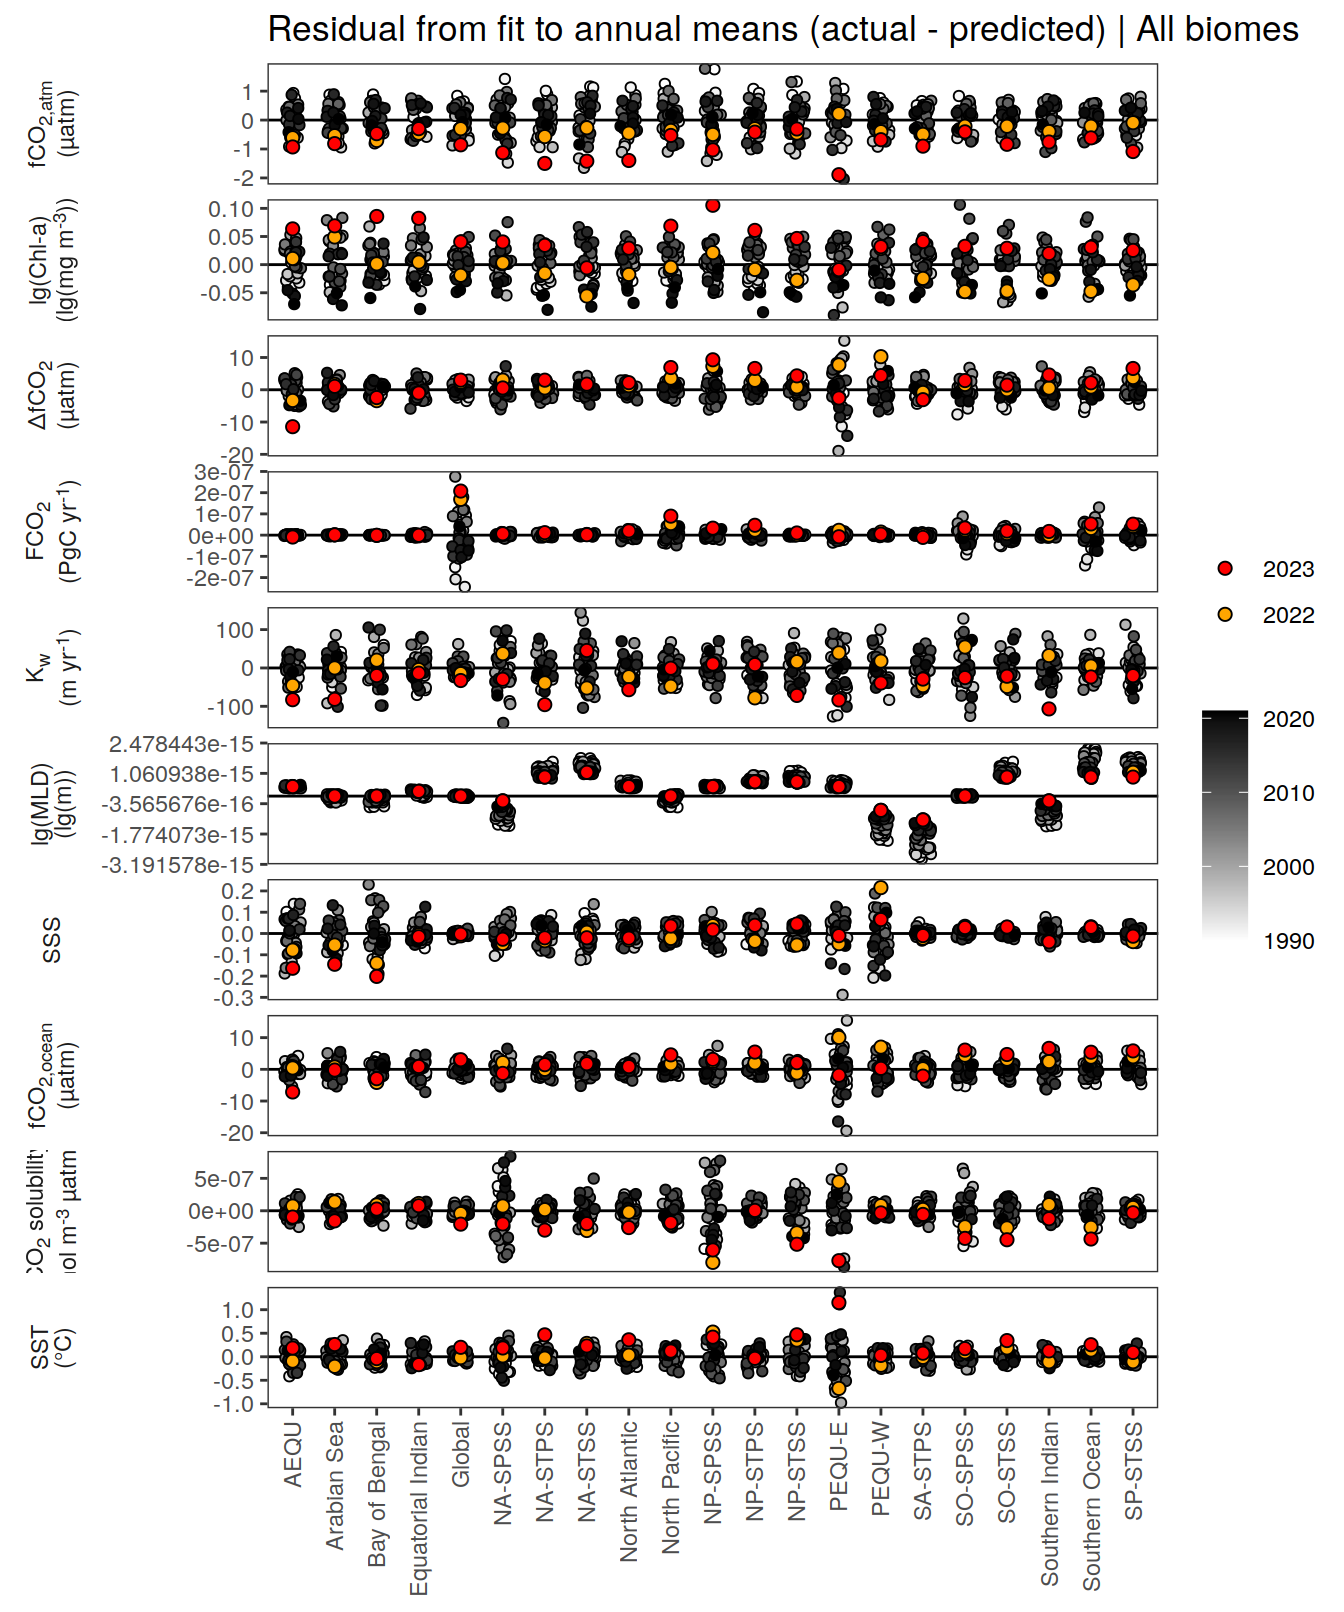 Residual from fit to annual means (actual - predicted) | All biomes
fCO2,atm
(µatm)
1
0
-1
-2
lg(Chl-a)
(lg(mg m-3))
0.10
0.05
0.00
-0.05
ΔfCO2
(µatm)
10
0
-10
-20
FCO2
(PgC yr-1)
3e-07
2e-07
1e-07
0e+00
-1e-07
-2e-07
Kw
(m yr-1)
100
0
-100
lg(MLD)
(lg(m))
2.478443e-15
1.060938e-15
-3.565676e-16
-1.774073e-15
-3.191578e-15
SSS
0.2
0.1
0.0
-0.1
-0.2
-0.3
fCO2,ocean
(µatm)
10
0
-10
-20
CO2 solubility
ol m-3 µatm
5e-07
0e+00
-5e-07
SST
(°C)
1.0
0.5
0.0
-0.5
-1.0
AEQU
Arabian Sea
Bay of Bengal
Equatorial Indian
Global
NA-SPSS
NA-STPS
NA-STSS
North Atlantic
North Pacific
NP-SPSS
NP-STPS
NP-STSS
PEQU-E
PEQU-W
SA-STPS
SO-SPSS
SO-STSS
Southern Indian
Southern Ocean
SP-STSS
2023
2022
2020
2010
2000
1990